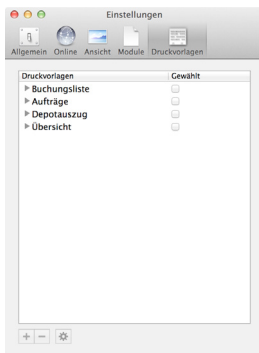 Einstellungen
Allgemein Online Ansicht Module Druckvorlagen
Druckvorlagen Gewählt
Buchungsliste
Aufträge
Depotauszug
Übersicht